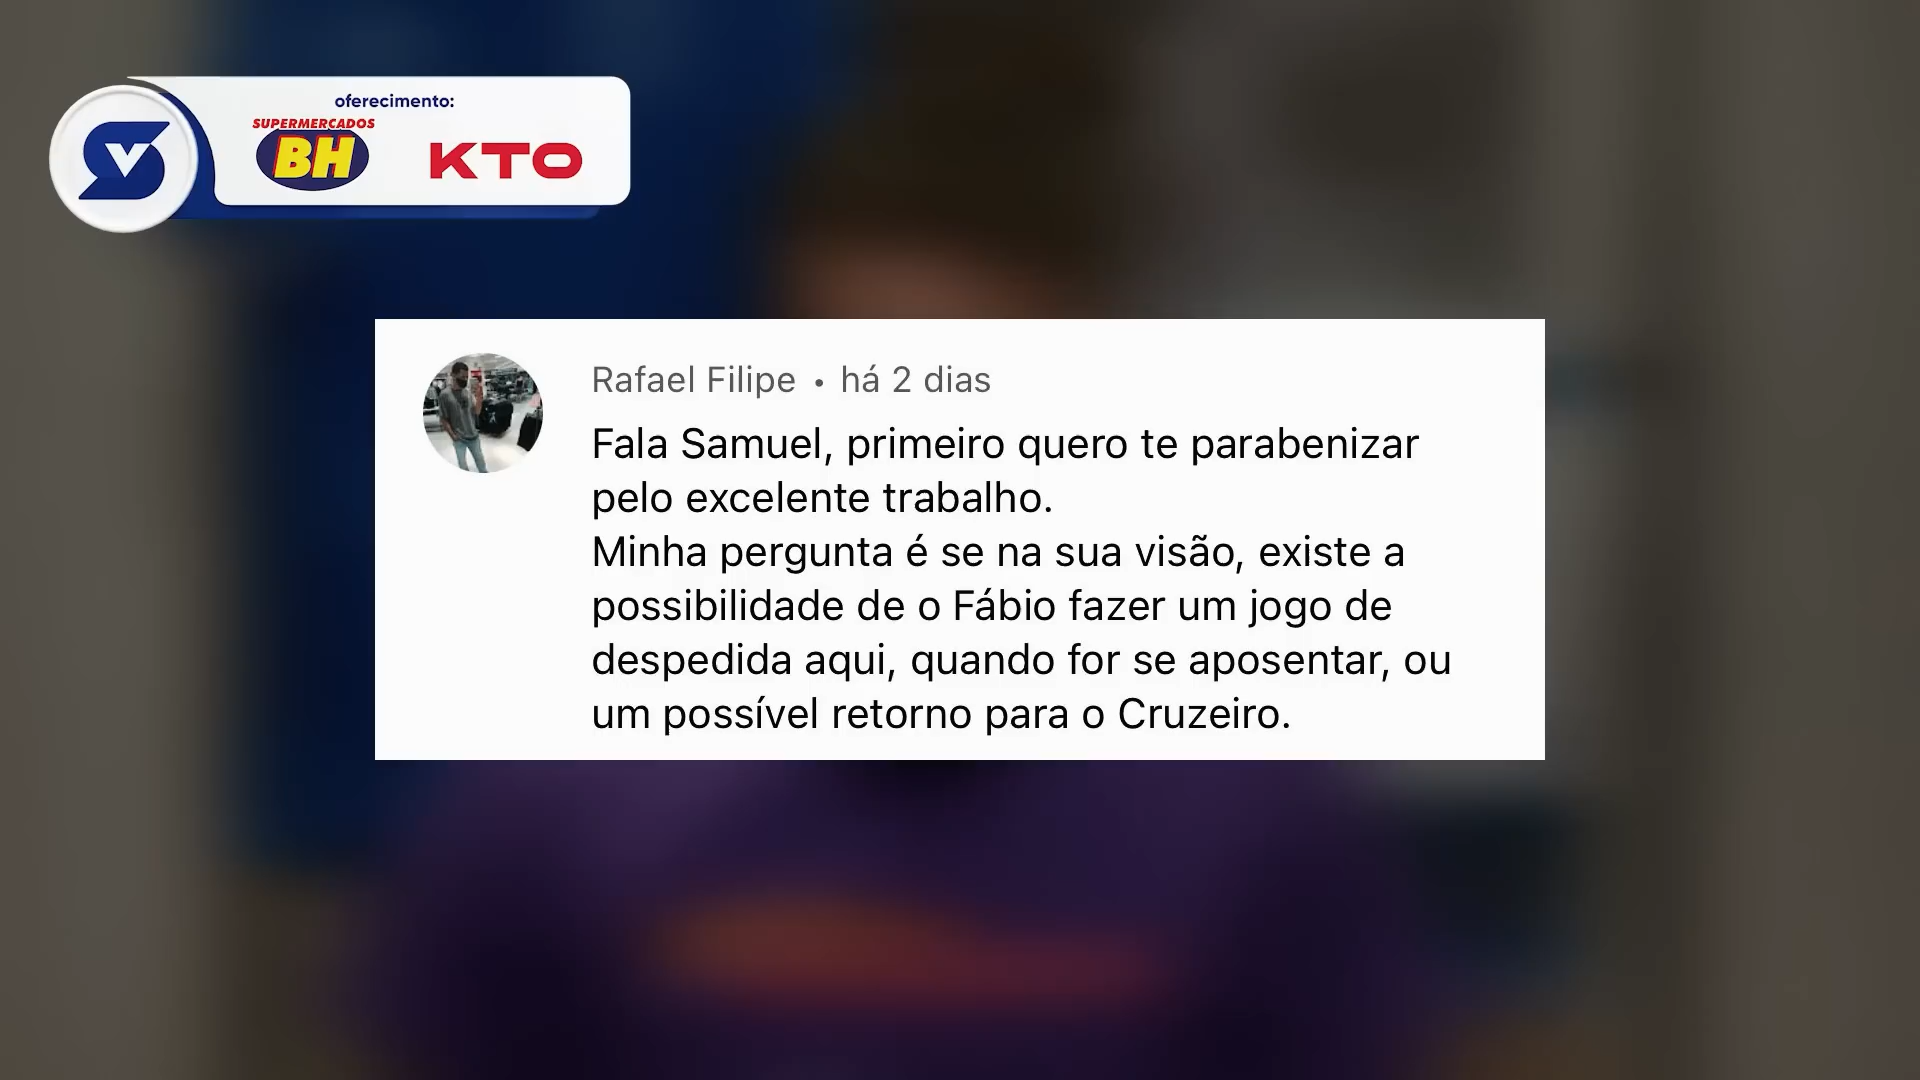 oferecimento:
SUPERMERCADOS
BH
KTO
Rafael Filipe • há 2 dias
Fala Samuel, primeiro quero te parabenizar
pelo excelente trabalho.
Minha pergunta é se na sua visão, existe a
possibilidade de o Fábio fazer um jogo de
despedida aqui, quando for se aposentar, ou
um possível retorno para o Cruzeiro.